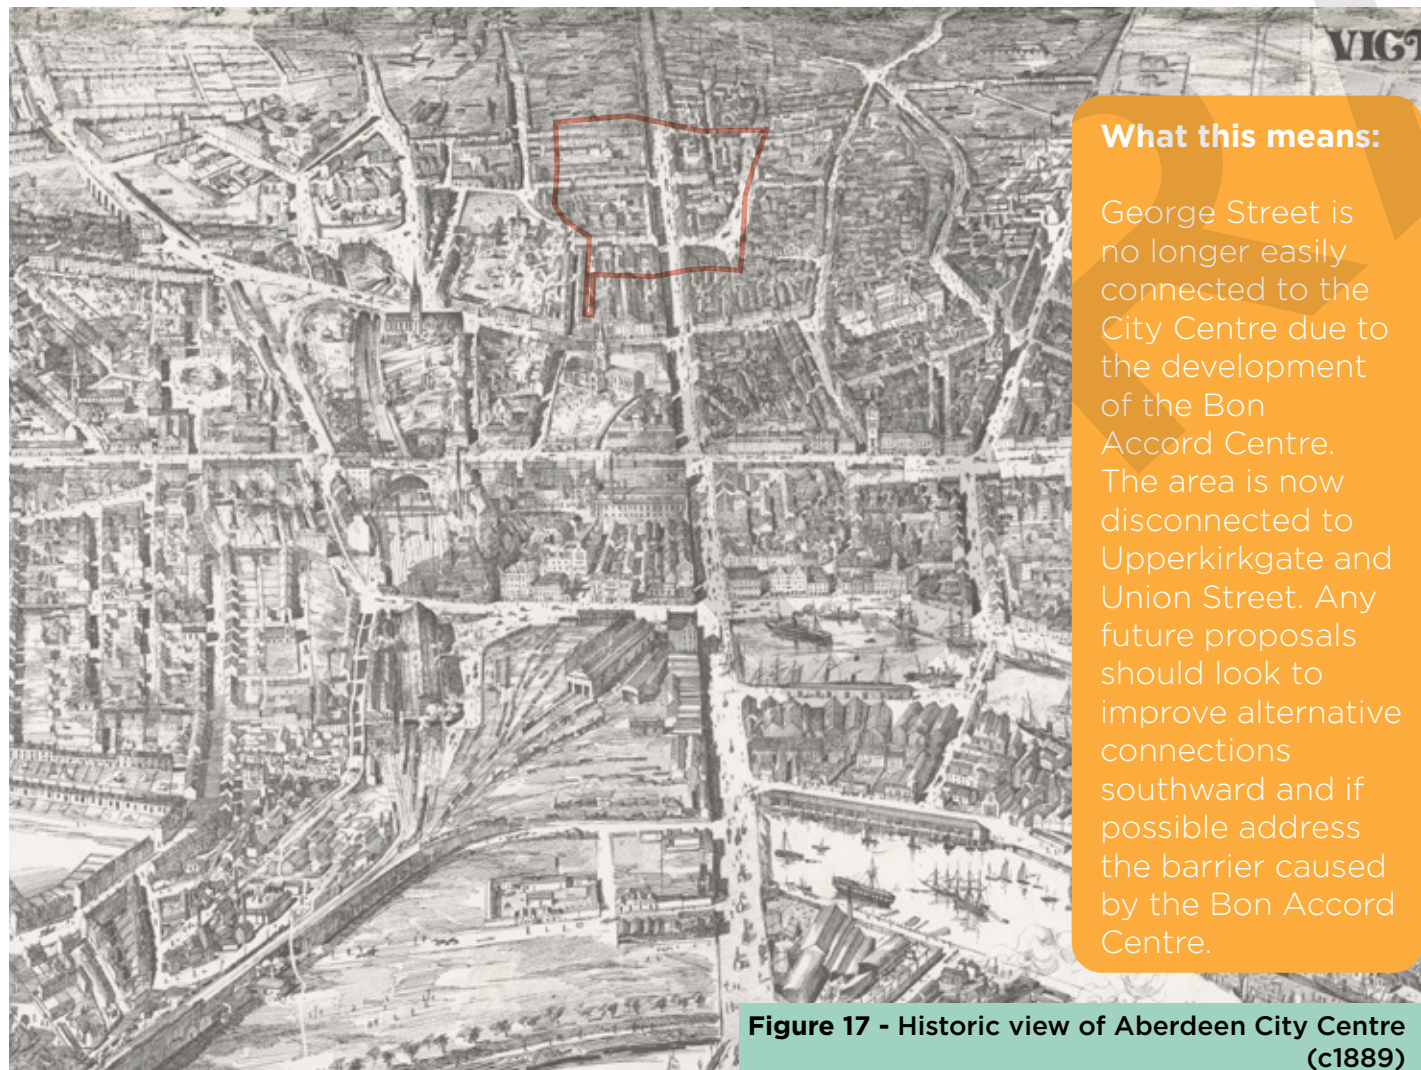 VICT
What this means:
George Street is
no longer easily
connected to the
City Centre due to
the development
of the Bon
Accord Centre.
The area is now
disconnected to
Upperkirkgate and
Union Street. Any
future proposals
should look to
improve alternative
connections
southward and if
possible address
the barrier caused
by the Bon Accord
Centre.
Figure 17 - Historic view of Aberdeen City Centre
(c1889)